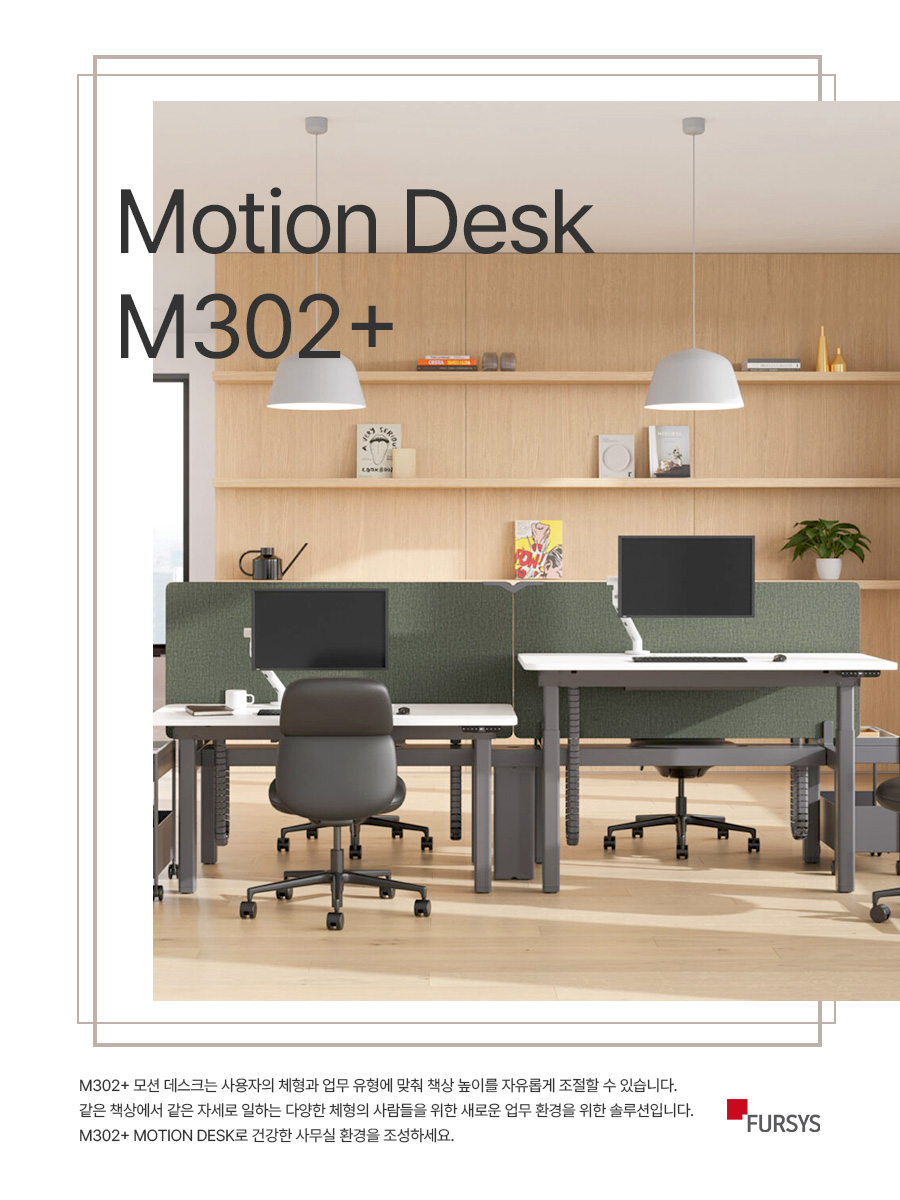 Motion Desk
M302+
A VERY SERIOUS
COOKBOOK
POW!
M302+ 모션 데스크는 사용자의 체형과 업무 유형에 맞춰 책상 높이를 자유롭게 조절할 수 있습니다.
같은 책상에서 같은 자세로 일하는 다양한 체형의 사람들을 위한 새로운 업무 환경을 위한 솔루션입니다.
M302+ MOTION DESK로 건강한 사무실 환경을 조성하세요.
FURSYS